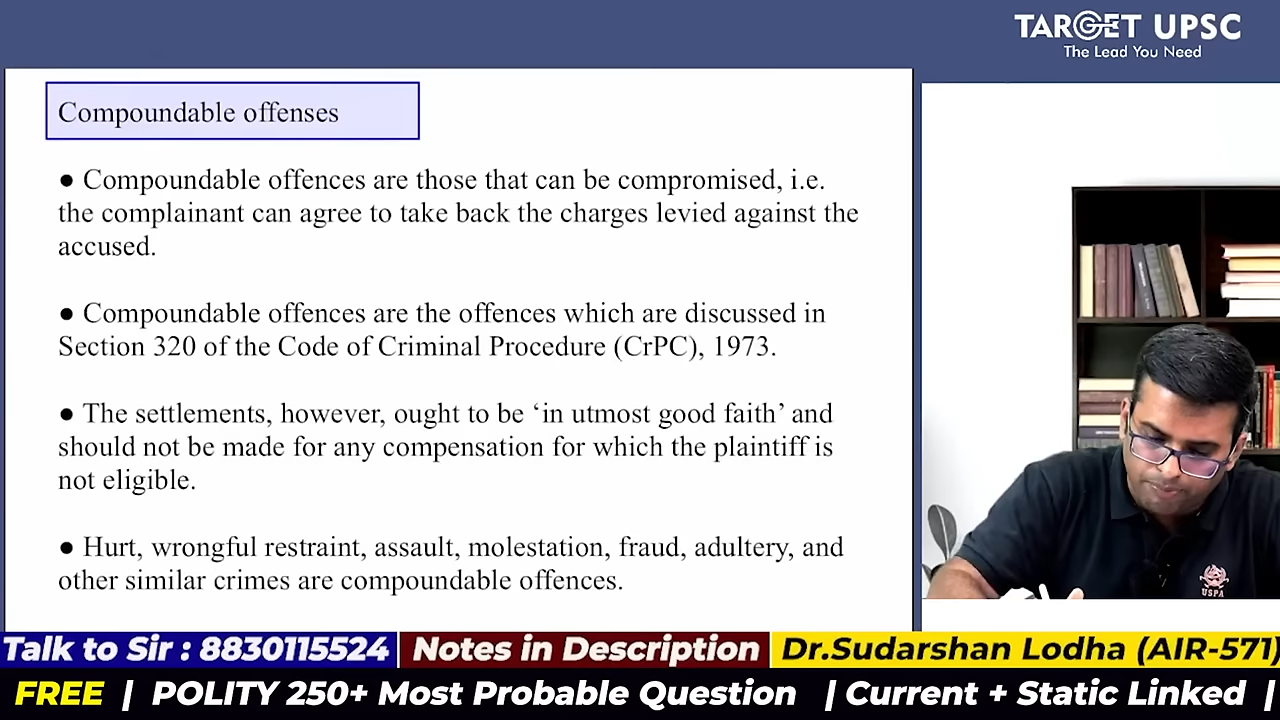 TARGET UPSC
The Lead You Need
Compoundable offenses
● Compoundable offences are those that can be compromised, i.e.
the complainant can agree to take back the charges levied against the
accused.
● Compoundable offences are the offences which are discussed in
Section 320 of the Code of Criminal Procedure (CrPC), 1973.
● The settlements, however, ought to be ‘in utmost good faith’ and
should not be made for any compensation for which the plaintiff is
not eligible.
● Hurt, wrongful restraint, assault, molestation, fraud, adultery, and
other similar crimes are compoundable offences.
USPA
Talk to Sir : 8830115524 Notes in Description Dr.Sudarshan Lodha (AIR-571)
FREE | POLITY 250+ Most Probable Question | Current + Static Linked |